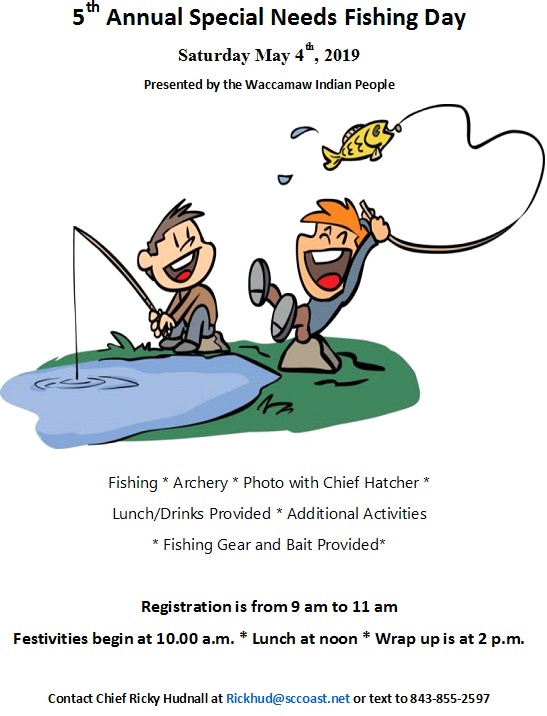 5th Annual Special Needs Fishing Day
Saturday May 4th, 2019
Presented by the Waccamaw Indian People
Fishing * Archery * Photo with Chief Hatcher *
Lunch/Drinks Provided * Additional Activities
* Fishing Gear and Bait Provided*
Registration is from 9 am to 11 am
Festivities begin at 10.00 a.m. * Lunch at noon * Wrap up is at 2 p.m.
Contact Chief Ricky Hudnall at Rickhud@sccoast.net or text to 843-855-2597